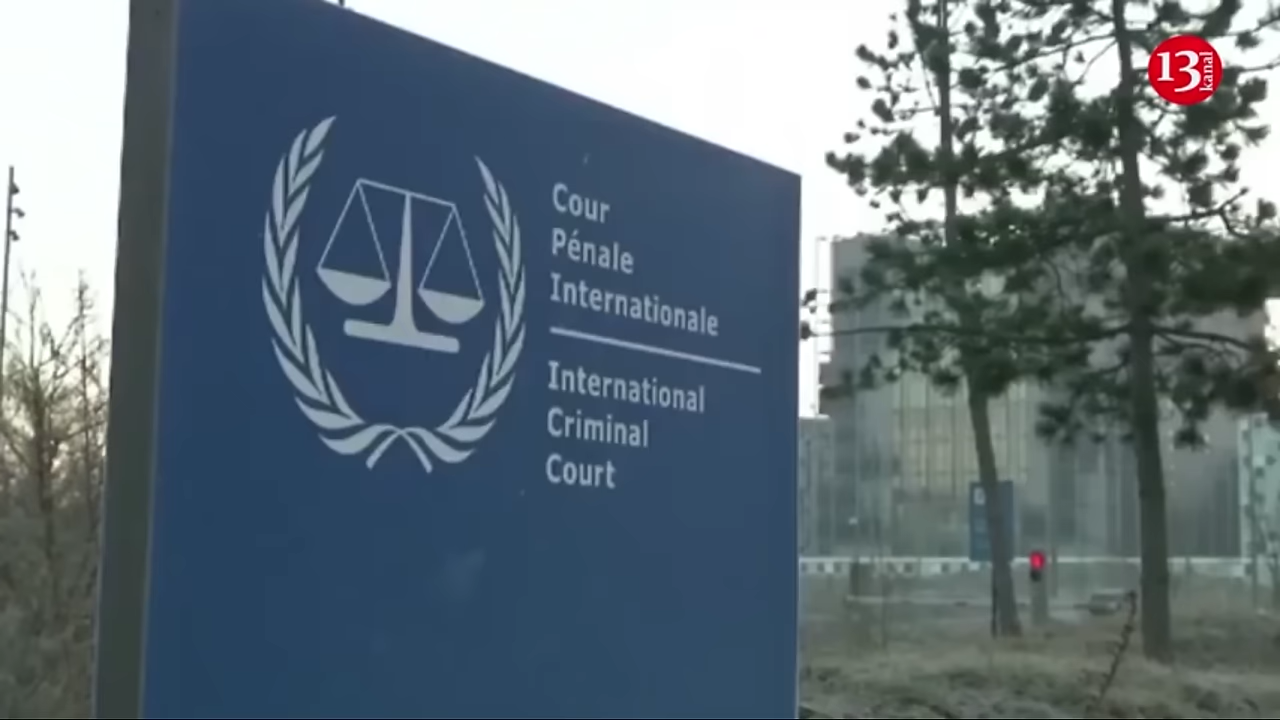 Cour
Pénale
Internationale
International
Criminal
Court
13
kanal